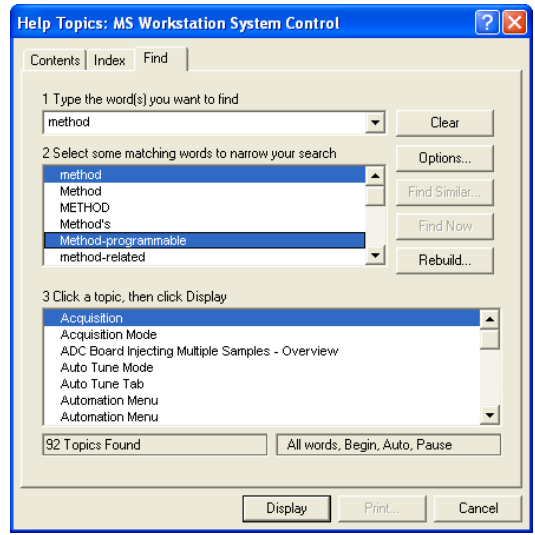 Help Topics: MS Workstation System Control
Contents Index Find
1 Type the word(s) you want to find
method
Clear
2 Select some matching words to narrow your search
Options...
method
Method
METHOD
Method's
Method-programmable
method-related
Find Similar...
Find Now
Rebuild...
3 Click a topic, then click Display
Acquisition
Acquisition Mode
ADC Board Injecting Multiple Samples - Overview
Auto Tune Mode
Auto Tune Tab
Automation Menu
Automation Menu
92 Topics Found
All words, Begin, Auto, Pause
Display Print... Cancel